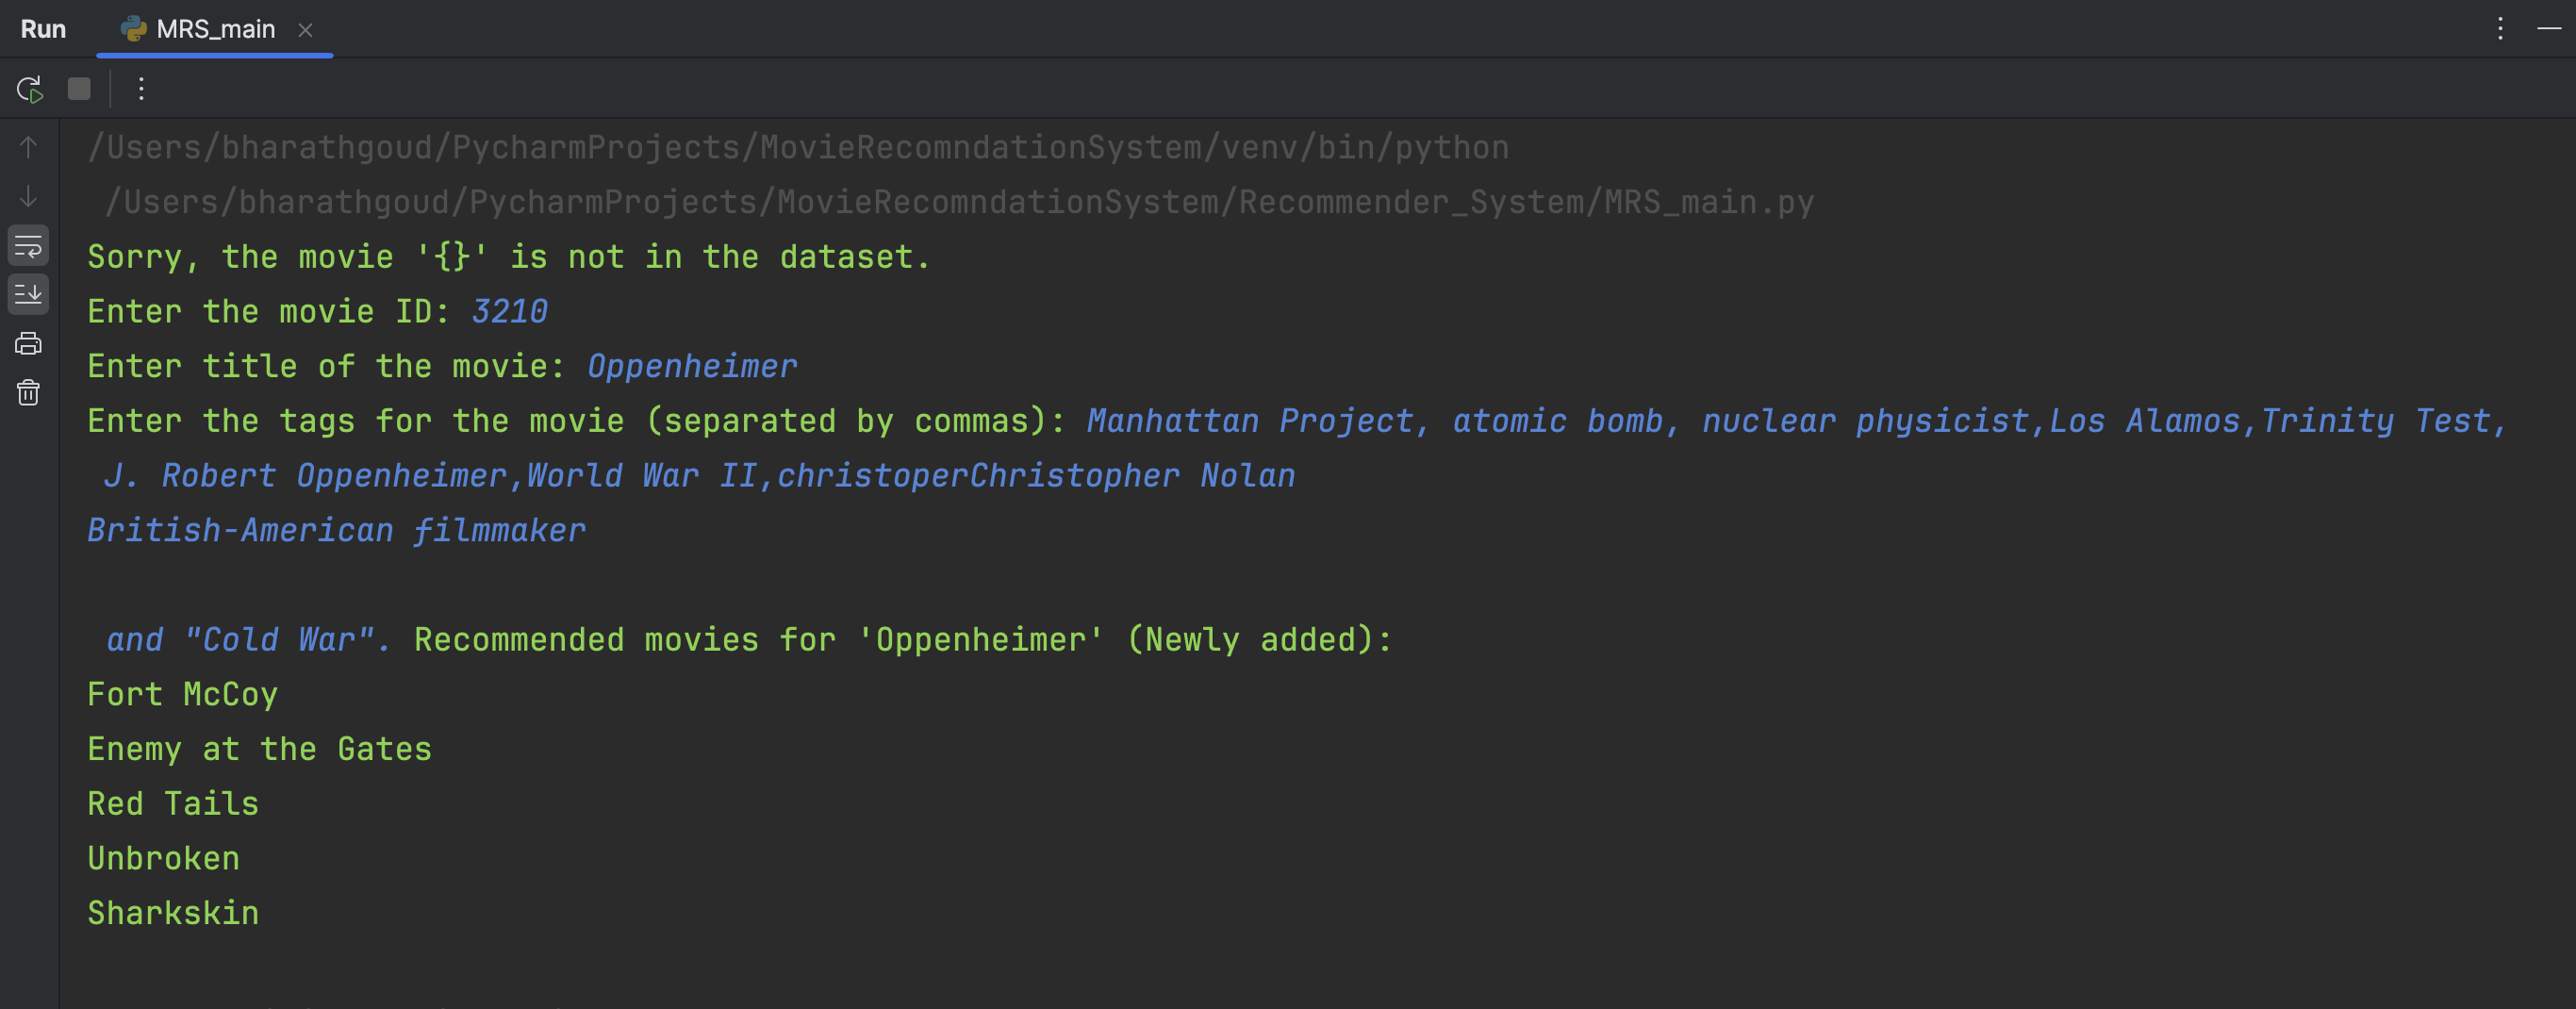 Run MRS_main
/Users/bharathgoud/PycharmProjects/MovieRecomndationSystem/venv/bin/python
/Users/bharathgoud/PycharmProjects/MovieRecomndationSystem/Recommender_System/MRS_main.py
Sorry, the movie '{}' is not in the dataset.
Enter the movie ID: 3210
Enter title of the movie: Oppenheimer
Enter the tags for the movie (separated by commas): Manhattan Project, atomic bomb, nuclear physicist,Los Alamos,Trinity Test,
J. Robert Oppenheimer,World War II,christoperChristopher Nolan
British-American filmmaker
and "Cold War". Recommended movies for 'Oppenheimer' (Newly added):
Fort McCoy
Enemy at the Gates
Red Tails
Unbroken
Sharkskin